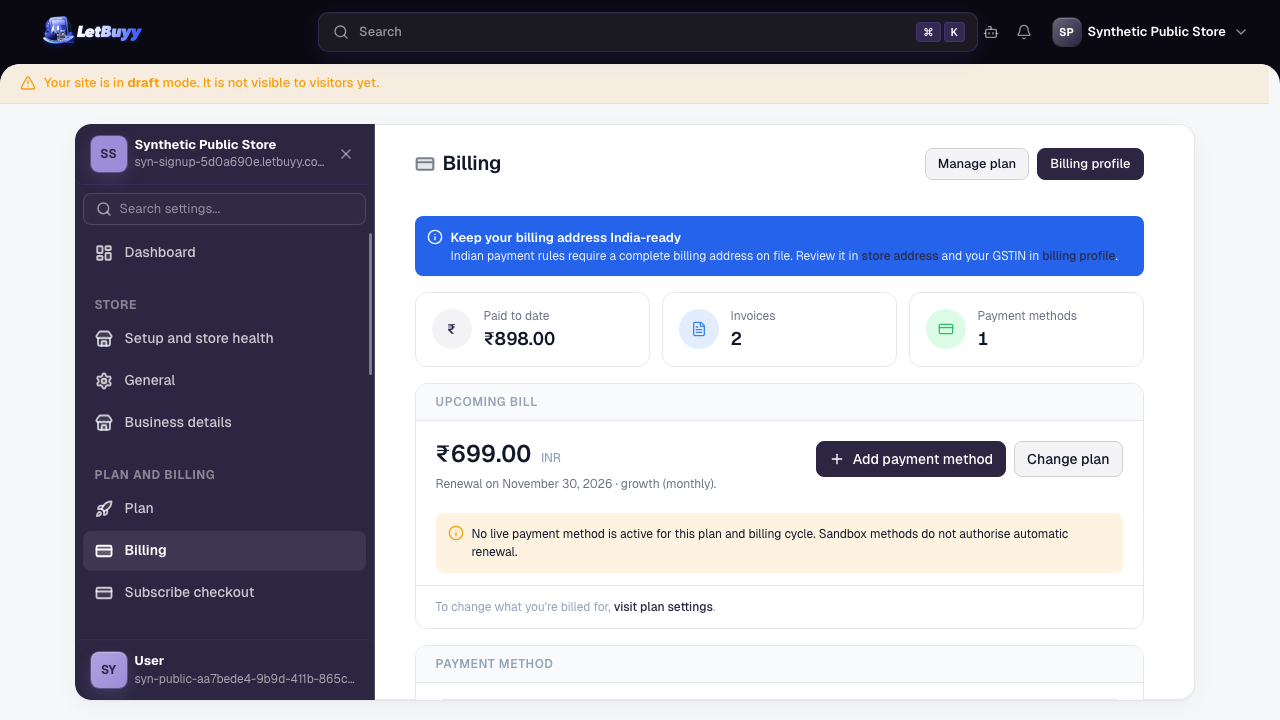 LetBuyy
Search
⌘ K
SP
Synthetic Public Store
Your site is in draft mode. It is not visible to visitors yet.
SS
Synthetic Public Store
syn-signup-5d0a690e.letbuyy.co...
Search settings...
Dashboard
STORE
Setup and store health
General
Business details
PLAN AND BILLING
Plan
Billing
Subscribe checkout
SY
User
syn-public-aa7bede4-9b9d-411b-865c...
Billing
Manage plan
Billing profile
Keep your billing address India-ready
Indian payment rules require a complete billing address on file. Review it in store address and your GSTIN in billing profile.
₹
Paid to date
₹898.00
Invoices
2
Payment methods
1
UPCOMING BILL
₹699.00 INR
Renewal on November 30, 2026 · growth (monthly).
+ Add payment method
Change plan
No live payment method is active for this plan and billing cycle. Sandbox methods do not authorise automatic
renewal.
To change what you're billed for, visit plan settings.
PAYMENT METHOD